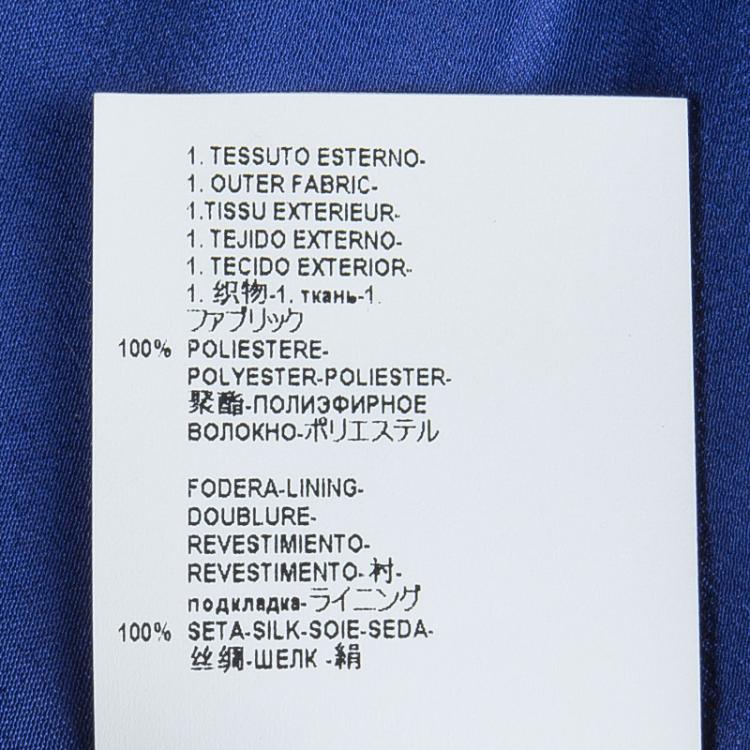 1. TESSUTO ESTERNO-
1. OUTER FABRIC-
1.TISSU EXTERIEUR-
1. TEJIDO EXTERNO-
1. TECIDO EXTERIOR-
1. 织物-1. ткань-1.
ファブリック
100% POLIESTERE-
POLYESTER-POLIESTER-
聚酯-ПОЛИЭФИРНОЕ
ВОЛОКНО-ポリエステル
FODERA-LINING-
DOUBLURE-
REVESTIMIENTO-
REVESTIMENTO-衬-
подкладка-ライニング
100% SETA-SILK-SOIE-SEDA-
丝绸-ШЕЛК -絹